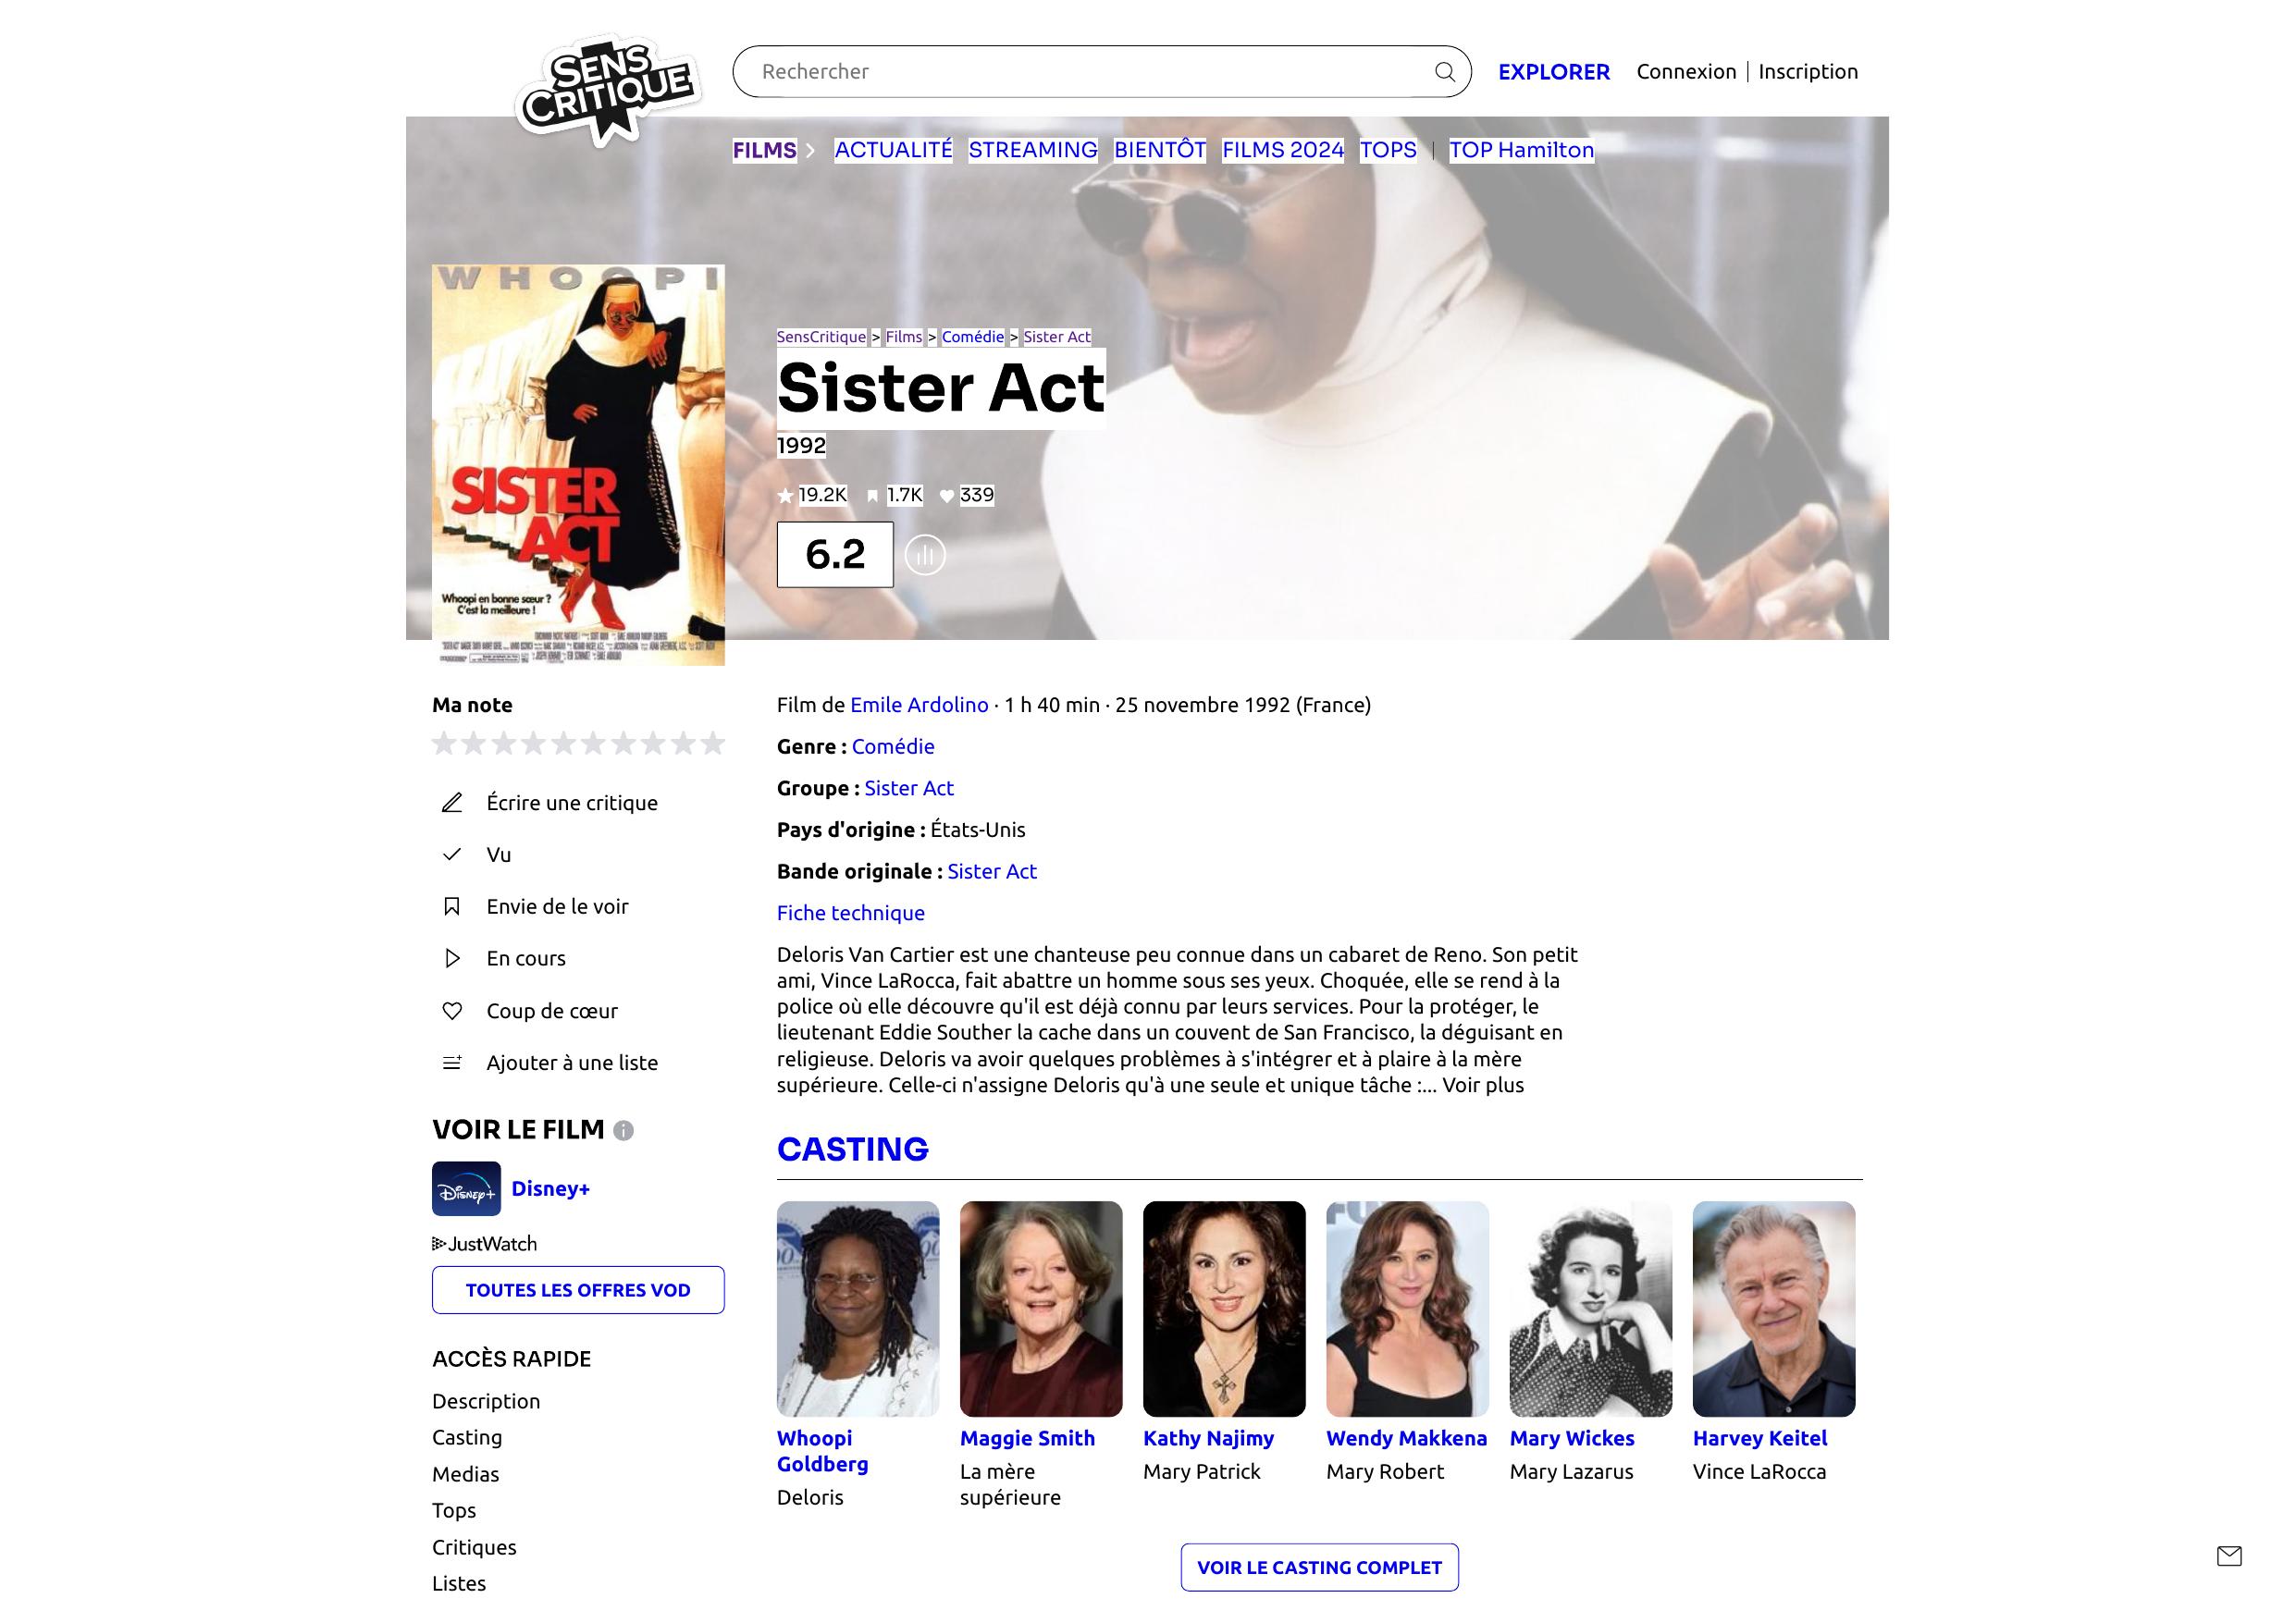 SENS
CRITIQUE
Rechercher
EXPLORER
Connexion | Inscription
FILMS
ACTUALITÉ
STREAMING
BIENTÔT
FILMS 2024
TOPS
TOP Hamilton
WHOOPI
SISTER
ACT
Whoopi en bonne sœur ?
C'est la meilleure !
SensCritique > Films > Comédie > Sister Act
Sister Act
1992
19.2K
1.7K
339
6.2
Ma note
Écrire une critique
Vu
Envie de le voir
En cours
Coup de cœur
Ajouter à une liste
VOIR LE FILM
Disney+
Disney+
JustWatch
TOUTES LES OFFRES VOD
ACCÈS RAPIDE
Description
Casting
Medias
Tops
Critiques
Listes
Film de Emile Ardolino · 1 h 40 min · 25 novembre 1992 (France)
Genre : Comédie
Groupe : Sister Act
Pays d'origine : États-Unis
Bande originale : Sister Act
Fiche technique
Deloris Van Cartier est une chanteuse peu connue dans un cabaret de Reno. Son petit
ami, Vince LaRocca, fait abattre un homme sous ses yeux. Choquée, elle se rend à la
police où elle découvre qu'il est déjà connu par leurs services. Pour la protéger, le
lieutenant Eddie Souther la cache dans un couvent de San Francisco, la déguisant en
religieuse. Deloris va avoir quelques problèmes à s'intégrer et à plaire à la mère
supérieure. Celle-ci n'assigne Deloris qu'à une seule et unique tâche :... Voir plus
CASTING
Whoopi
Goldberg
Deloris
Maggie Smith
La mère
supérieure
Kathy Najimy
Mary Patrick
Wendy Makkena
Mary Robert
Mary Wickes
Mary Lazarus
Harvey Keitel
Vince LaRocca
VOIR LE CASTING COMPLET